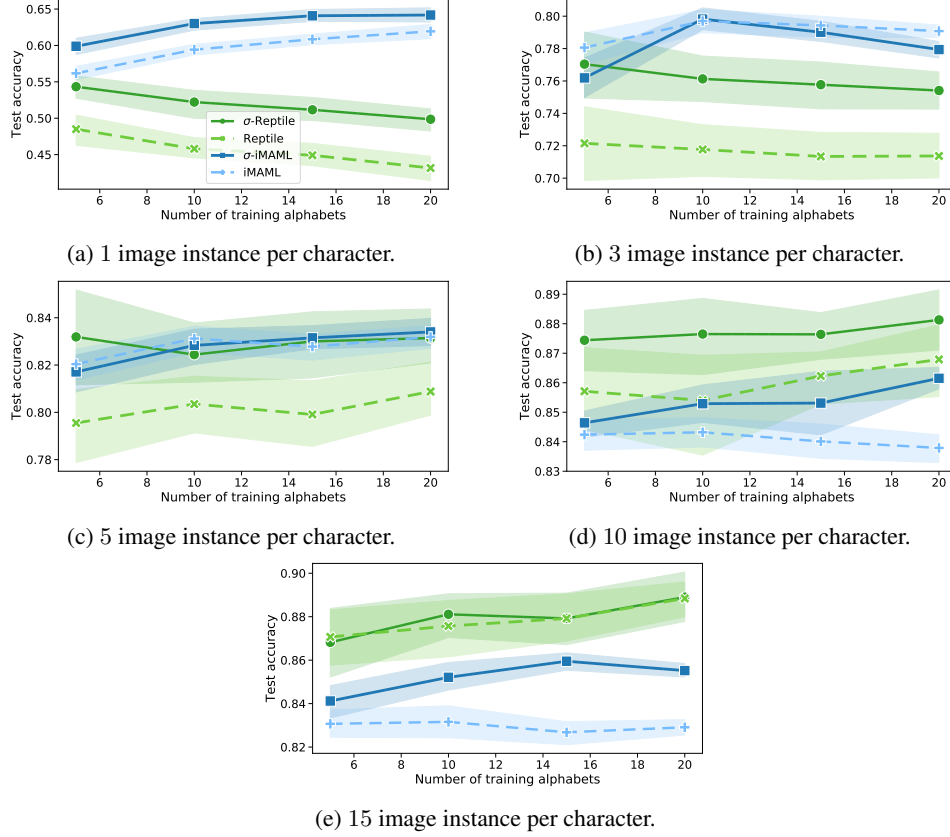 0.65
0.60
0.55
0.50
0.45
Test accuracy
σ-Reptile
Reptile
σ-iMAML
iMAML
6 8 10 12 14 16 18 20
Number of training alphabets
(a) 1 image instance per character.
0.80
0.78
0.76
0.74
0.72
0.70
Test accuracy
6 8 10 12 14 16 18 20
Number of training alphabets
(b) 3 image instance per character.
0.84
0.82
0.80
0.78
Test accuracy
6 8 10 12 14 16 18 20
Number of training alphabets
(c) 5 image instance per character.
0.89
0.88
0.87
0.86
0.85
0.84
0.83
Test accuracy
6 8 10 12 14 16 18 20
Number of training alphabets
(d) 10 image instance per character.
0.90
0.88
0.86
0.84
0.82
Test accuracy
6 8 10 12 14 16 18 20
Number of training alphabets
(e) 15 image instance per character.